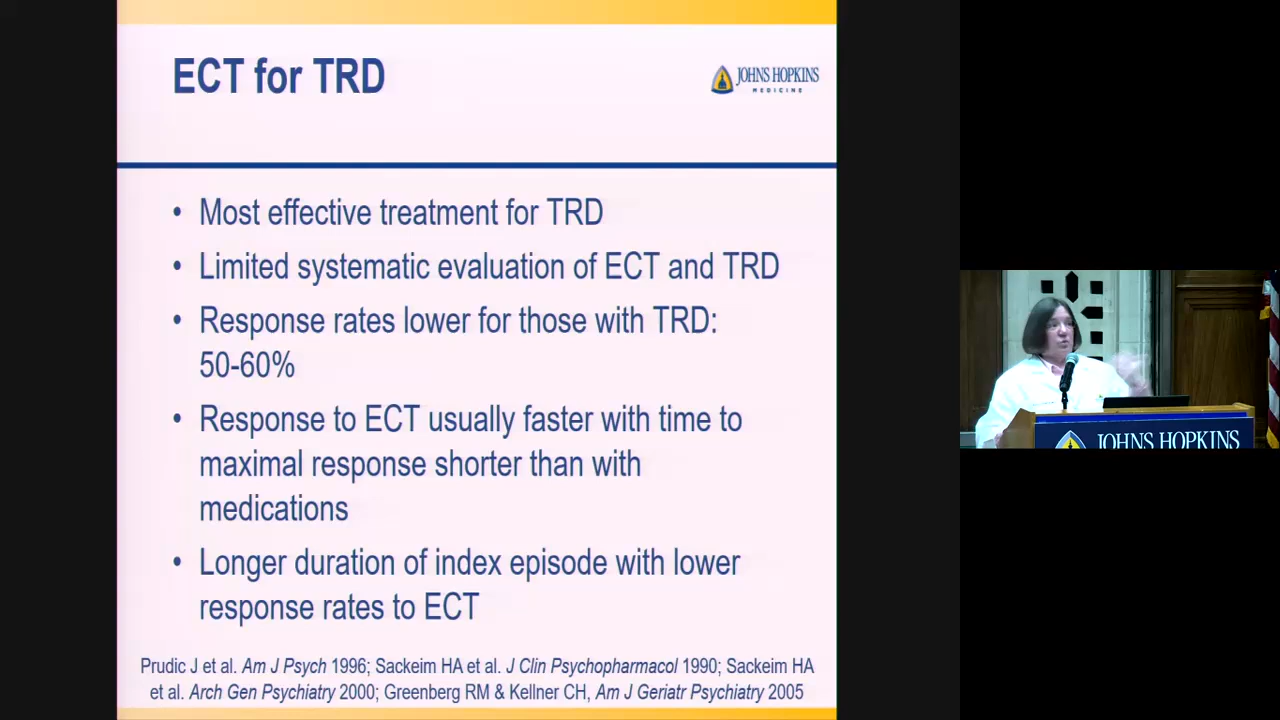 ECT for TRD
JOHNS HOPKINS
MEDICINE
• Most effective treatment for TRD
• Limited systematic evaluation of ECT and TRD
• Response rates lower for those with TRD:
50-60%
• Response to ECT usually faster with time to
maximal response shorter than with
medications
• Longer duration of index episode with lower
response rates to ECT
Prudic J et al. Am J Psych 1996; Sackeim HA et al. J Clin Psychopharmacol 1990; Sackeim HA
et al. Arch Gen Psychiatry 2000; Greenberg RM & Kellner CH, Am J Geriatr Psychiatry 2005
JOHNS HOPKINS